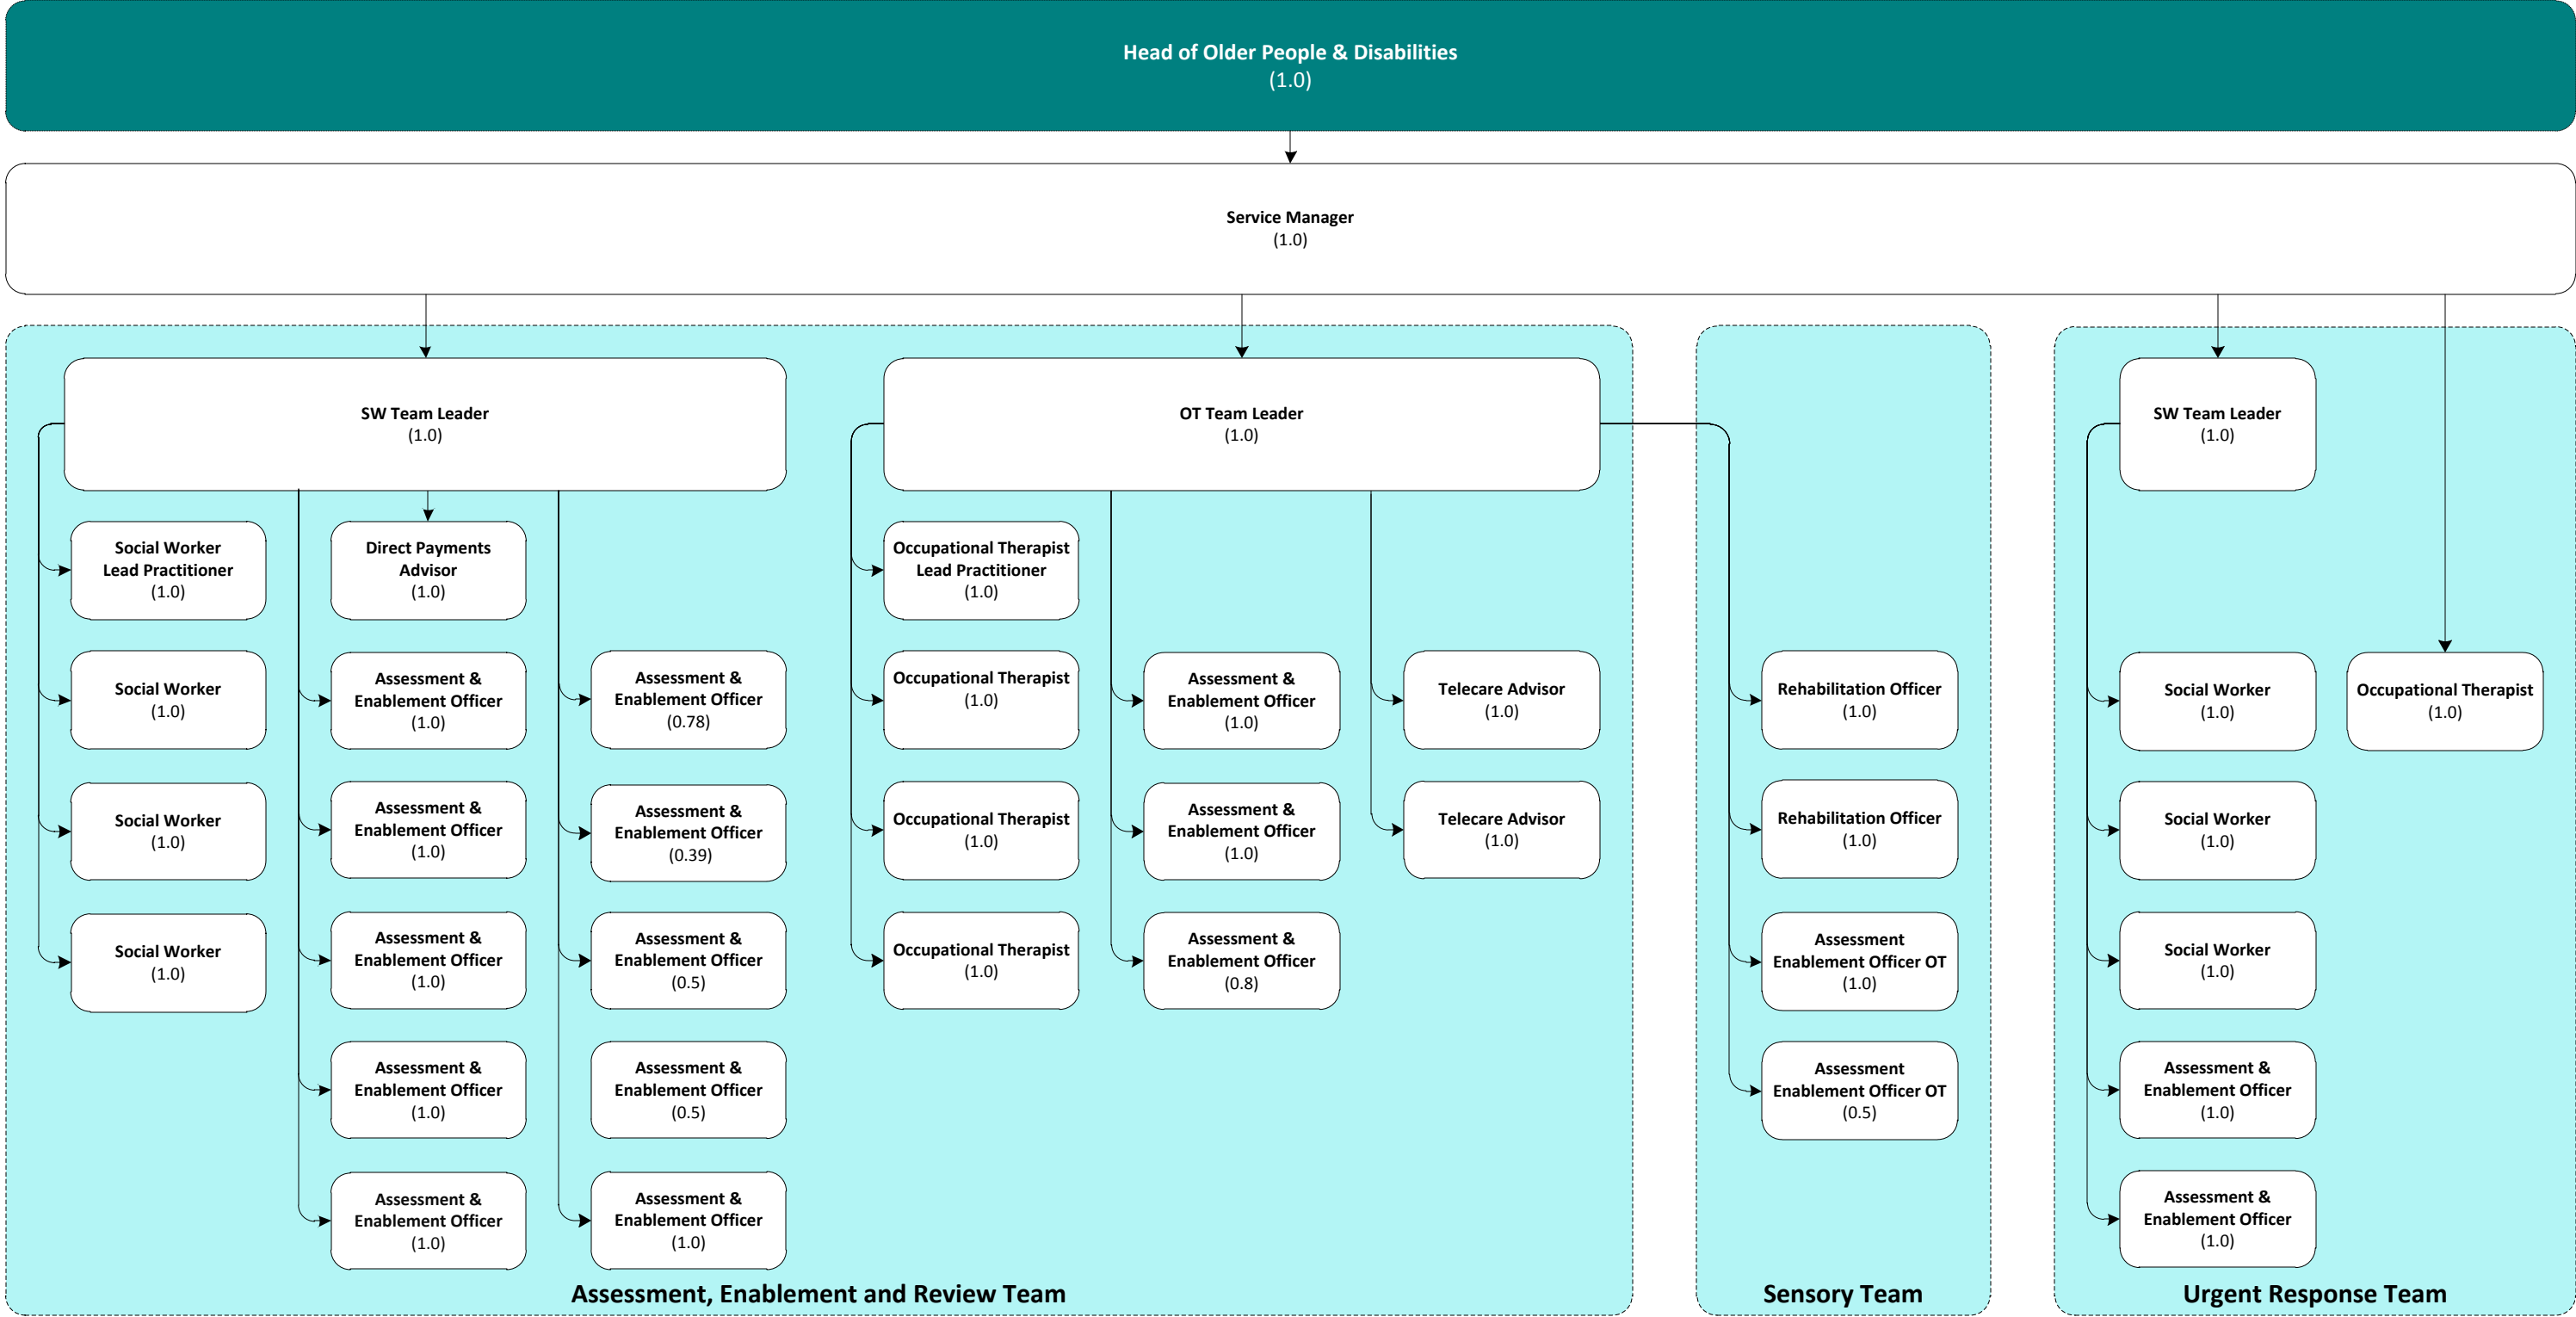 Head of Older People & Disabilities
(1.0)
Service Manager
(1.0)
SW Team Leader
(1.0)
Social Worker
Lead Practitioner
(1.0)
Social Worker
(1.0)
Social Worker
(1.0)
Social Worker
(1.0)
Direct Payments
Advisor
(1.0)
Assessment &
Enablement Officer
(1.0)
Assessment &
Enablement Officer
(1.0)
Assessment &
Enablement Officer
(1.0)
Assessment &
Enablement Officer
(1.0)
Assessment &
Enablement Officer
(1.0)
Assessment &
Enablement Officer
(0.78)
Assessment &
Enablement Officer
(0.39)
Assessment &
Enablement Officer
(0.5)
Assessment &
Enablement Officer
(0.5)
Assessment &
Enablement Officer
(1.0)
OT Team Leader
(1.0)
Occupational Therapist
Lead Practitioner
(1.0)
Occupational Therapist
(1.0)
Occupational Therapist
(1.0)
Occupational Therapist
(1.0)
Assessment &
Enablement Officer
(1.0)
Assessment &
Enablement Officer
(1.0)
Assessment &
Enablement Officer
(0.8)
Telecare Advisor
(1.0)
Telecare Advisor
(1.0)
Assessment, Enablement and Review Team
Rehabilitation Officer
(1.0)
Rehabilitation Officer
(1.0)
Assessment
Enablement Officer OT
(1.0)
Assessment
Enablement Officer OT
(0.5)
Sensory Team
SW Team Leader
(1.0)
Social Worker
(1.0)
Social Worker
(1.0)
Social Worker
(1.0)
Assessment &
Enablement Officer
(1.0)
Assessment &
Enablement Officer
(1.0)
Occupational Therapist
(1.0)
Urgent Response Team